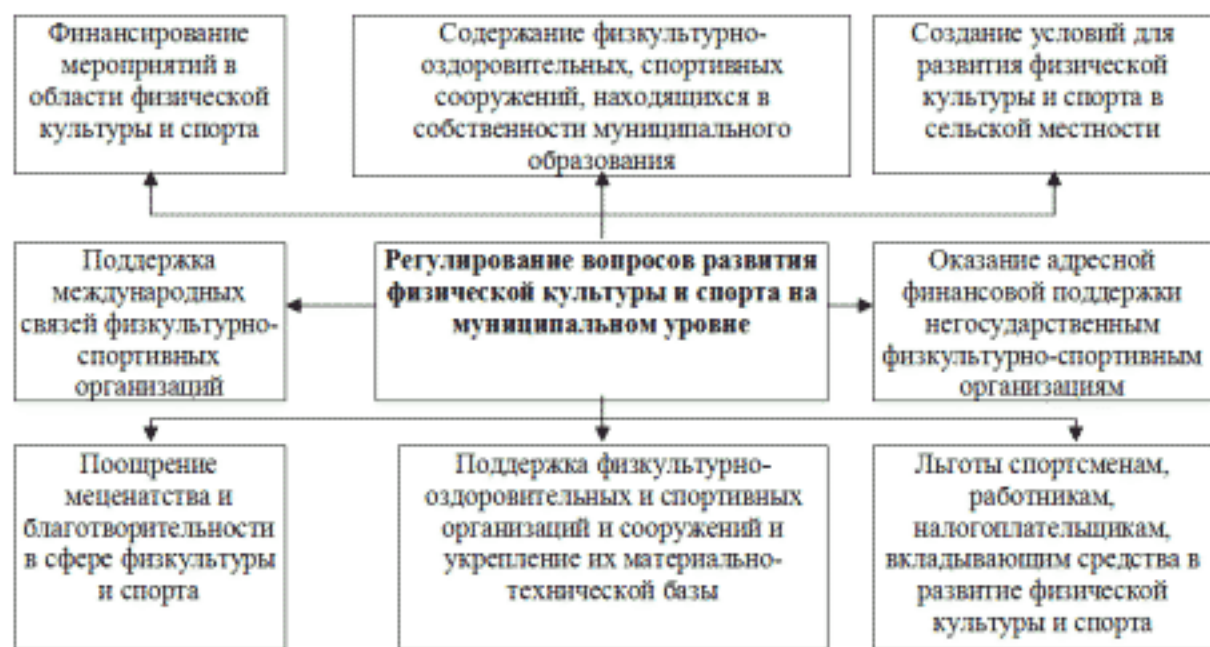 Финансирование
мероприятий в
области физической
культуры и спорта
Содержание физкультурно-
оздоровительных, спортивных
сооружений, находящихся в
собственности муниципального
образования
Создание условий для
развития физической
культуры и спорта в
сельской местности
Поддержка
международных
связей физкультурно-
спортивных
организаций
Регулирование вопросов развития
физической культуры и спорта на
муниципальном уровне
Оказание адресной
финансовой поддержки
негосударственным
физкультурно-спортивным
организациям
Поощрение
меценатства и
благотворительности
в сфере физкультуры
и спорта
Поддержка физкультурно-
оздоровительных и спортивных
организаций и сооружений и
укрепление их материально-
технической базы
Льготы спортсменам,
работникам,
налогоплательщикам,
вкладывающим средства в
развитие физической
культуры и спорта